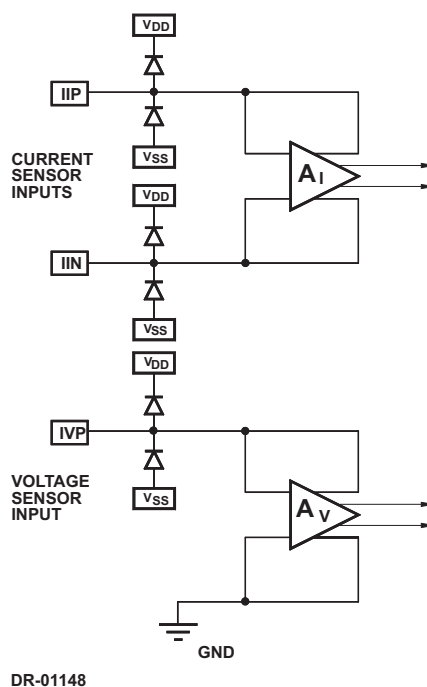 VDD
IIP
CURRENT
SENSOR
INPUTS
VSS
VDD
AI
IIN
VSS
VDD
IVP
VOLTAGE
SENSOR
INPUT
VSS
AV
GND
DR-01148